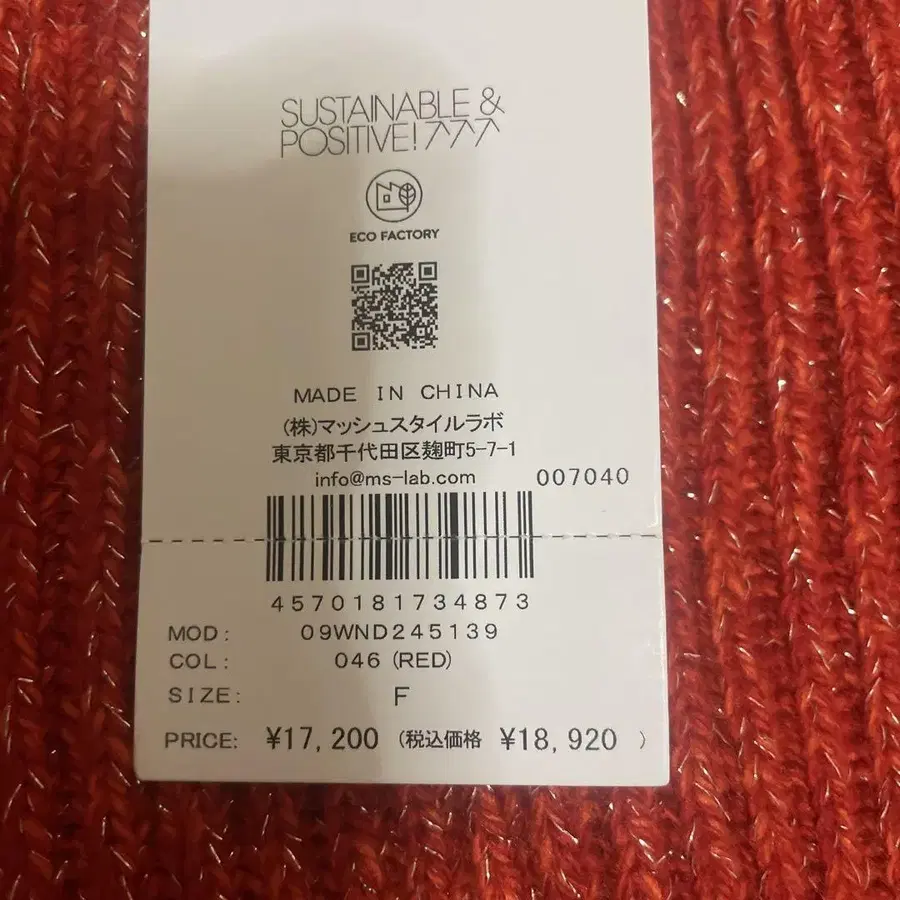 SUSTAINABLE &
POSITIVE!↗↗↗
ECO FACTORY
MADE IN CHINA
(株)マッシュスタイルラボ
東京都千代田区麹町5-7-1
info@ms-lab.com 007040
4570181734873
MOD: 09WND245139
COL: 046 (RED)
SIZE: F
PRICE: ¥17,200 (税込価格 ¥18,920 )